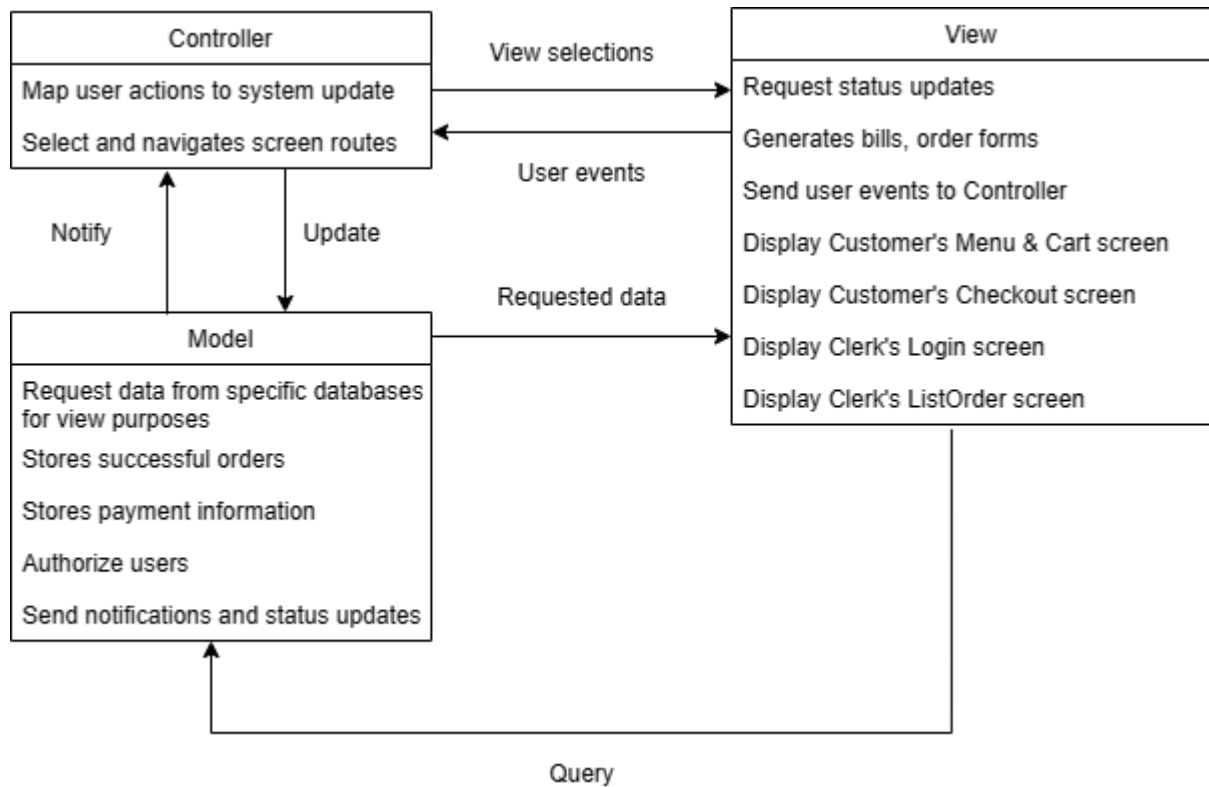 Controller
Map user actions to system update
Select and navigates screen routes
View selections
User events
View
Request status updates
Generates bills, order forms
Send user events to Controller
Display Customer's Menu & Cart screen
Display Customer's Checkout screen
Display Clerk's Login screen
Display Clerk's ListOrder screen
Notify
Update
Requested data
Model
Request data from specific databases
for view purposes
Stores successful orders
Stores payment information
Authorize users
Send notifications and status updates
Query